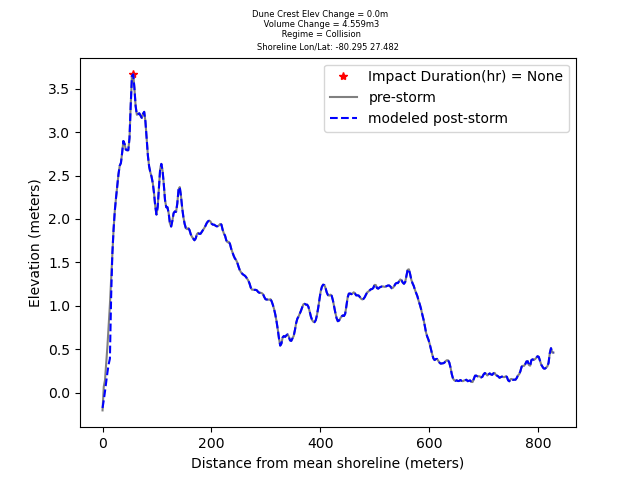 Dune Crest Elev Change = 0.0m
Volume Change = 4.559m3
Regime = Collision
Shoreline Lon/Lat: -80.295 27.482
Impact Duration(hr) = None
pre-storm
modeled post-storm
Elevation (meters)
3.5
3.0
2.5
2.0
1.5
1.0
0.5
0.0
0 200 400 600 800
Distance from mean shoreline (meters)